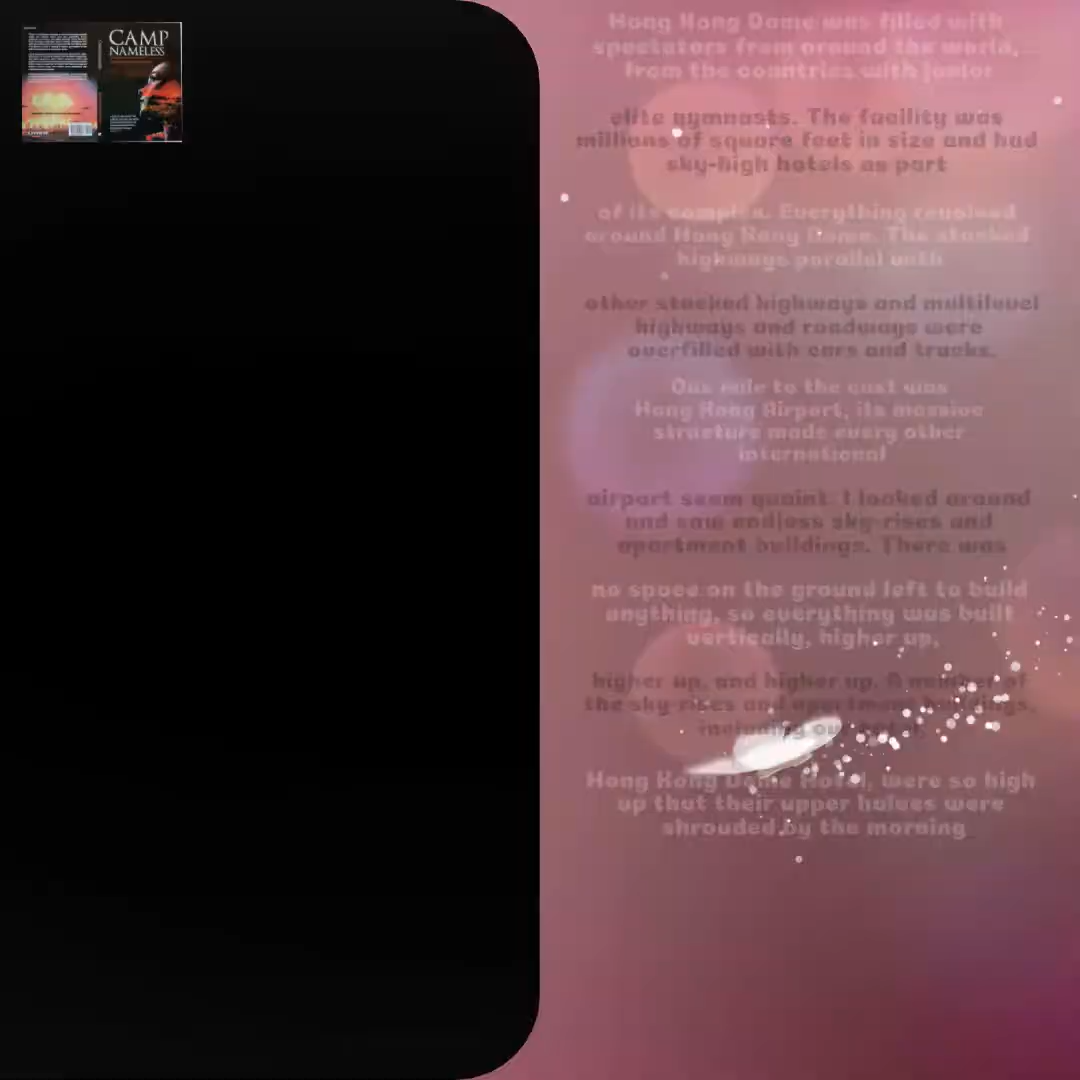 CAMP
NAMELESS
Hong Kong Dome was filled with
spectators from around the world,
from the countries with junior
elite gymnasts. The facility was
millions of square feet in size and had
sky-high hotels as part
of its complex. Everything revolved
around Hong Kong Dome. The stacked
highways parallel with
other stacked highways and multilevel
highways and roadways were
overfilled with cars and trucks.
One mile to the east was
Hong Kong Airport, its massive
structure made every other
international
airport seem quaint. I looked around
and saw endless sky-rises and
apartment buildings. There was
no space on the ground left to build
anything, so everything was built
vertically, higher up,
higher up, and higher up. A number of
the sky-rises and apartment buildings,
including our hotel,
Hong Kong Dome Hotel, were so high
up that their upper halves were
shrouded by the morning